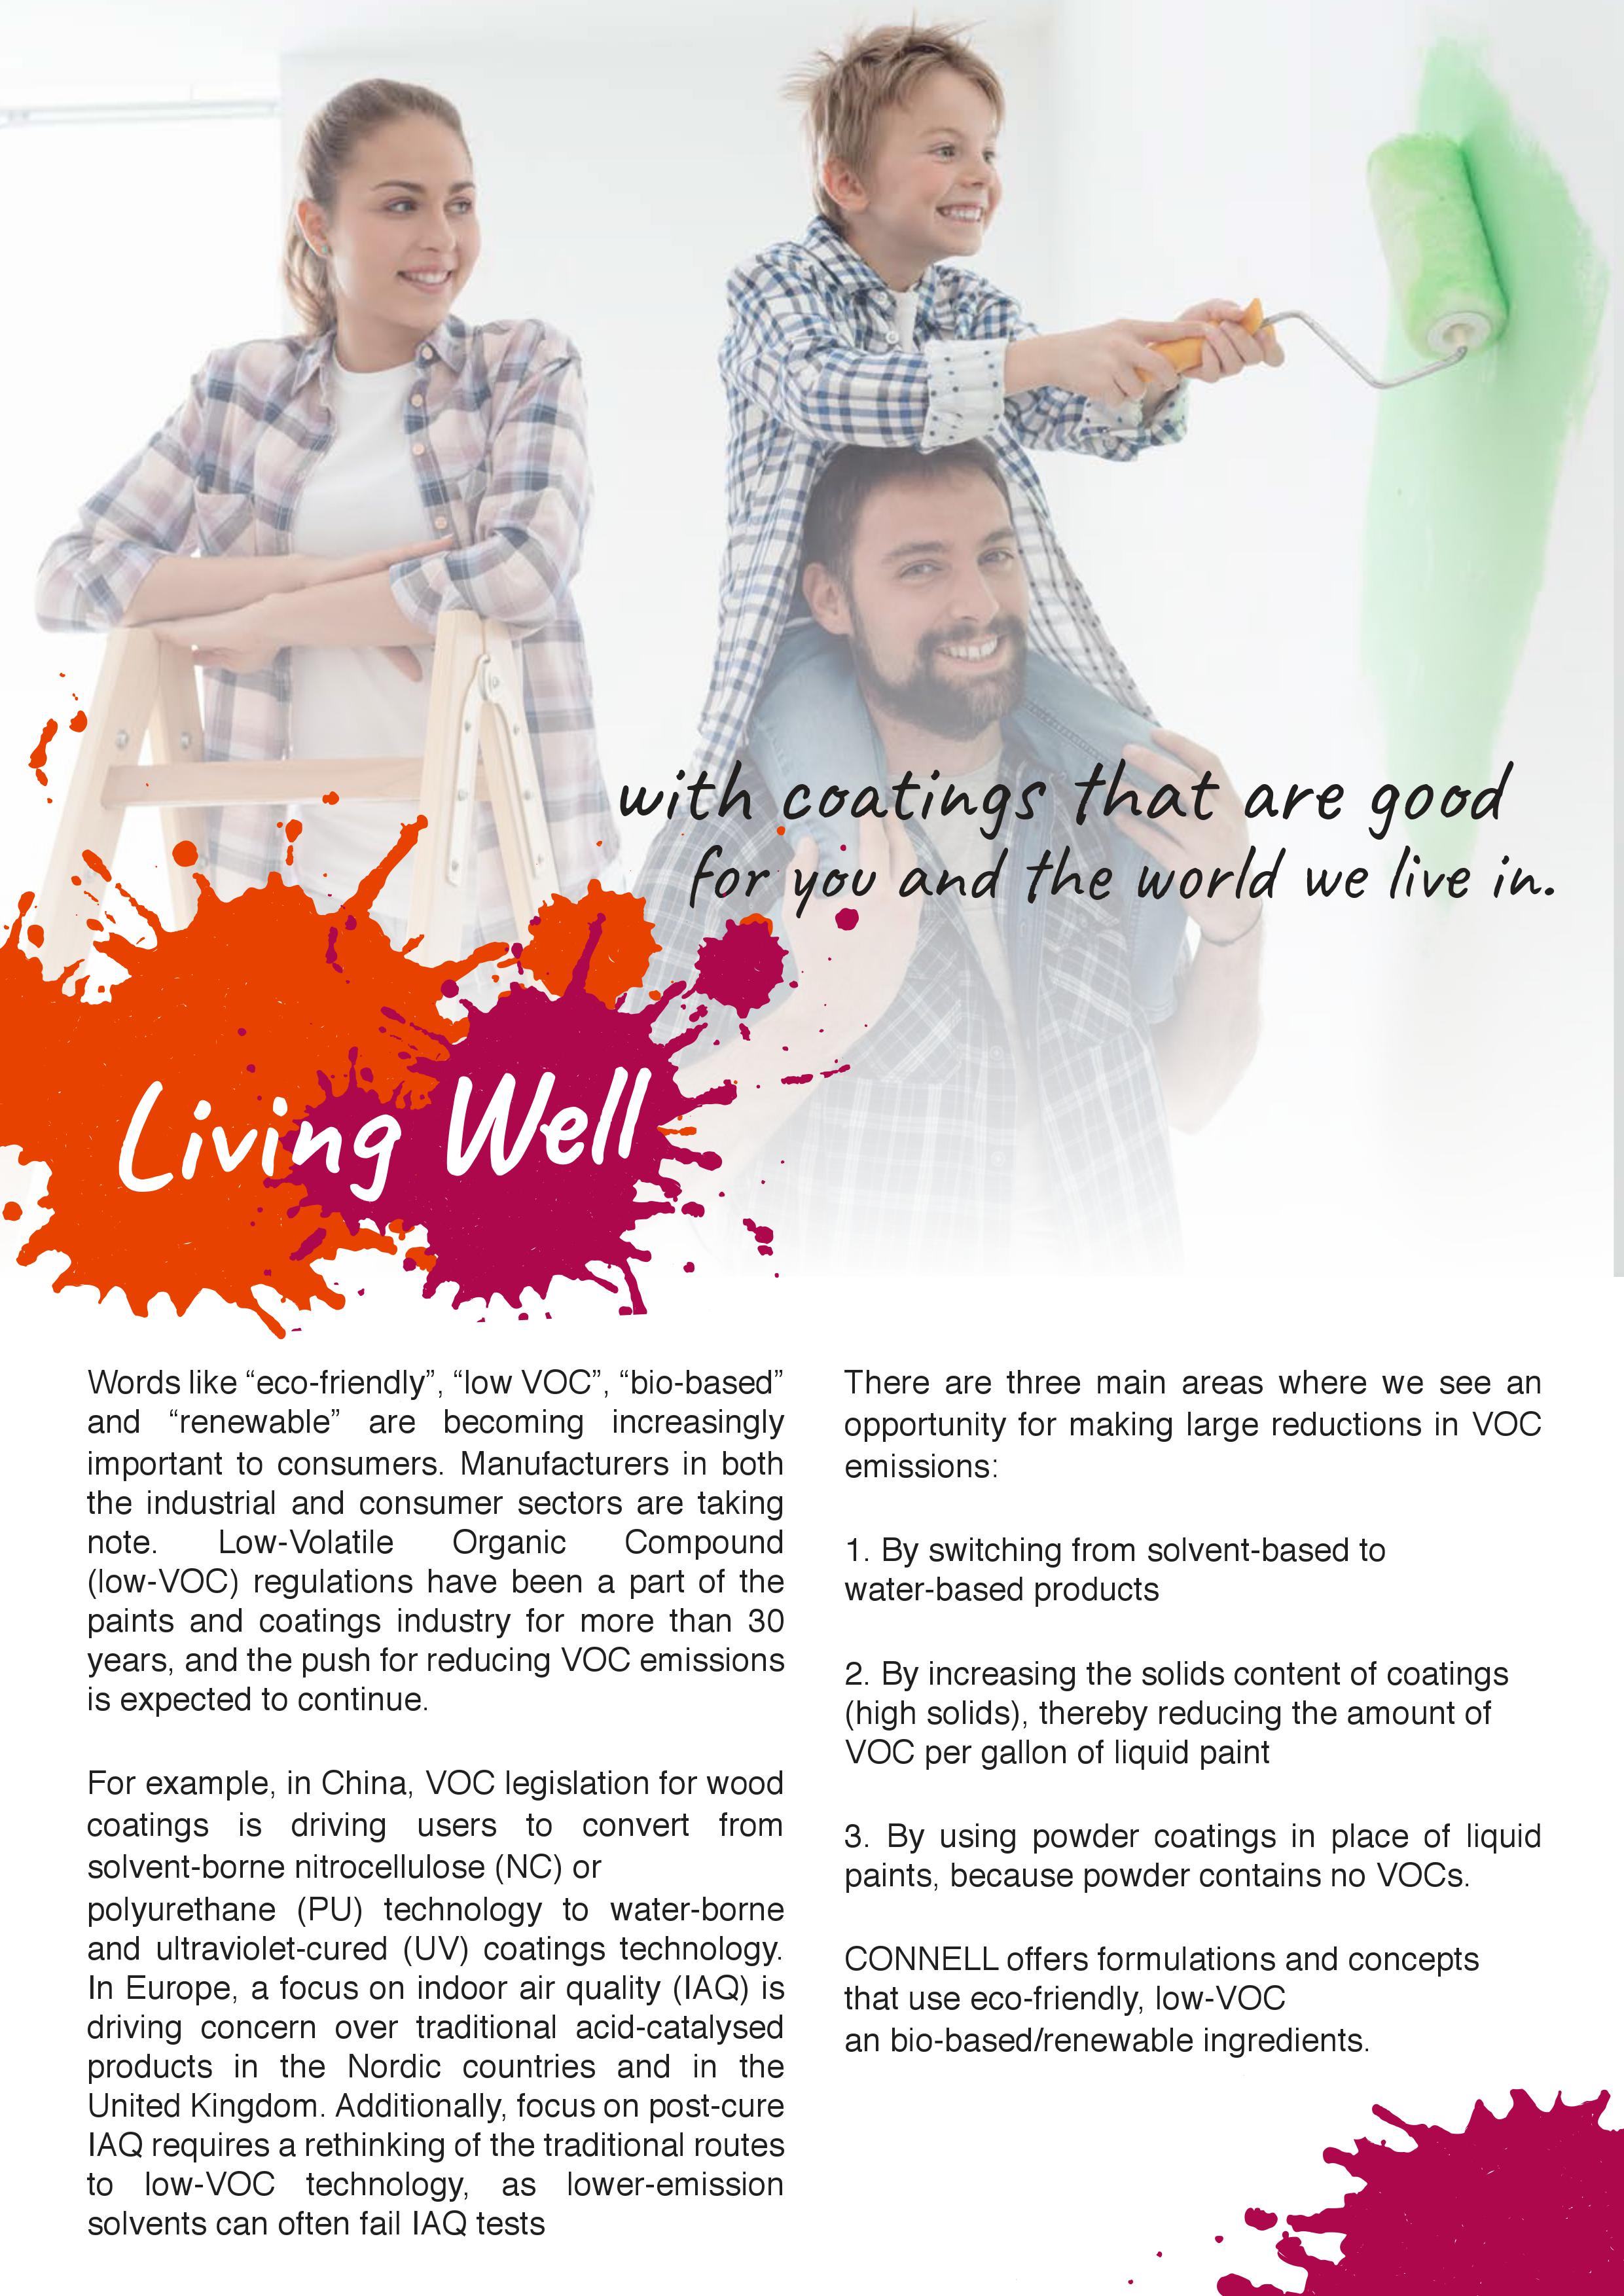 with coatings that are good
for you and the world we live in.
Living Well
Words like “eco-friendly”, “low VOC”, “bio-based”
and “renewable” are becoming increasingly
important to consumers. Manufacturers in both
the industrial and consumer sectors are taking
note. Low-Volatile Organic Compound
(low-VOC) regulations have been a part of the
paints and coatings industry for more than 30
years, and the push for reducing VOC emissions
is expected to continue.
For example, in China, VOC legislation for wood
coatings is driving users to convert from
solvent-borne nitrocellulose (NC) or
polyurethane (PU) technology to water-borne
and ultraviolet-cured (UV) coatings technology.
In Europe, a focus on indoor air quality (IAQ) is
driving concern over traditional acid-catalysed
products in the Nordic countries and in the
United Kingdom. Additionally, focus on post-cure
IAQ requires a rethinking of the traditional routes
to low-VOC technology, as lower-emission
solvents can often fail IAQ tests
There are three main areas where we see an
opportunity for making large reductions in VOC
emissions:
1. By switching from solvent-based to
water-based products
2. By increasing the solids content of coatings
(high solids), thereby reducing the amount of
VOC per gallon of liquid paint
3. By using powder coatings in place of liquid
paints, because powder contains no VOCs.
CONNELL offers formulations and concepts
that use eco-friendly, low-VOC
an bio-based/renewable ingredients.